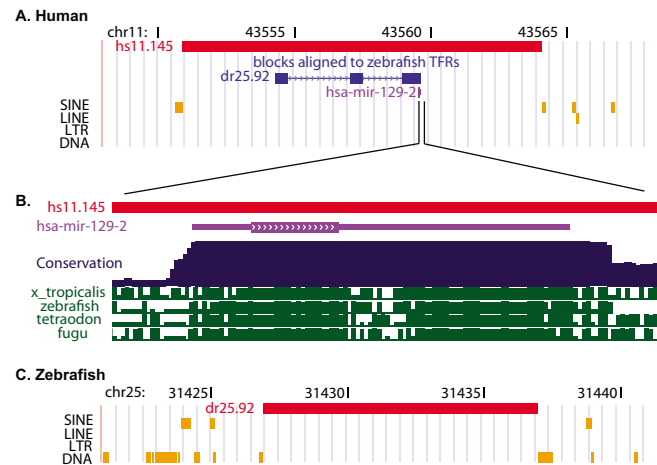 A. Human
chr11: 43555 43560 43565
hs11.145
blocks aligned to zebrafish TFRs
dr25.92
hsa-mir-129-2
SINE
LINE
LTR
DNA
B.
hs11.145
hsa-mir-129-2
Conservation
x_tropicalis
zebrafish
tetraodon
fugu
C. Zebrafish
chr25: 31425 31430 31435 31440
dr25.92
SINE
LINE
LTR
DNA